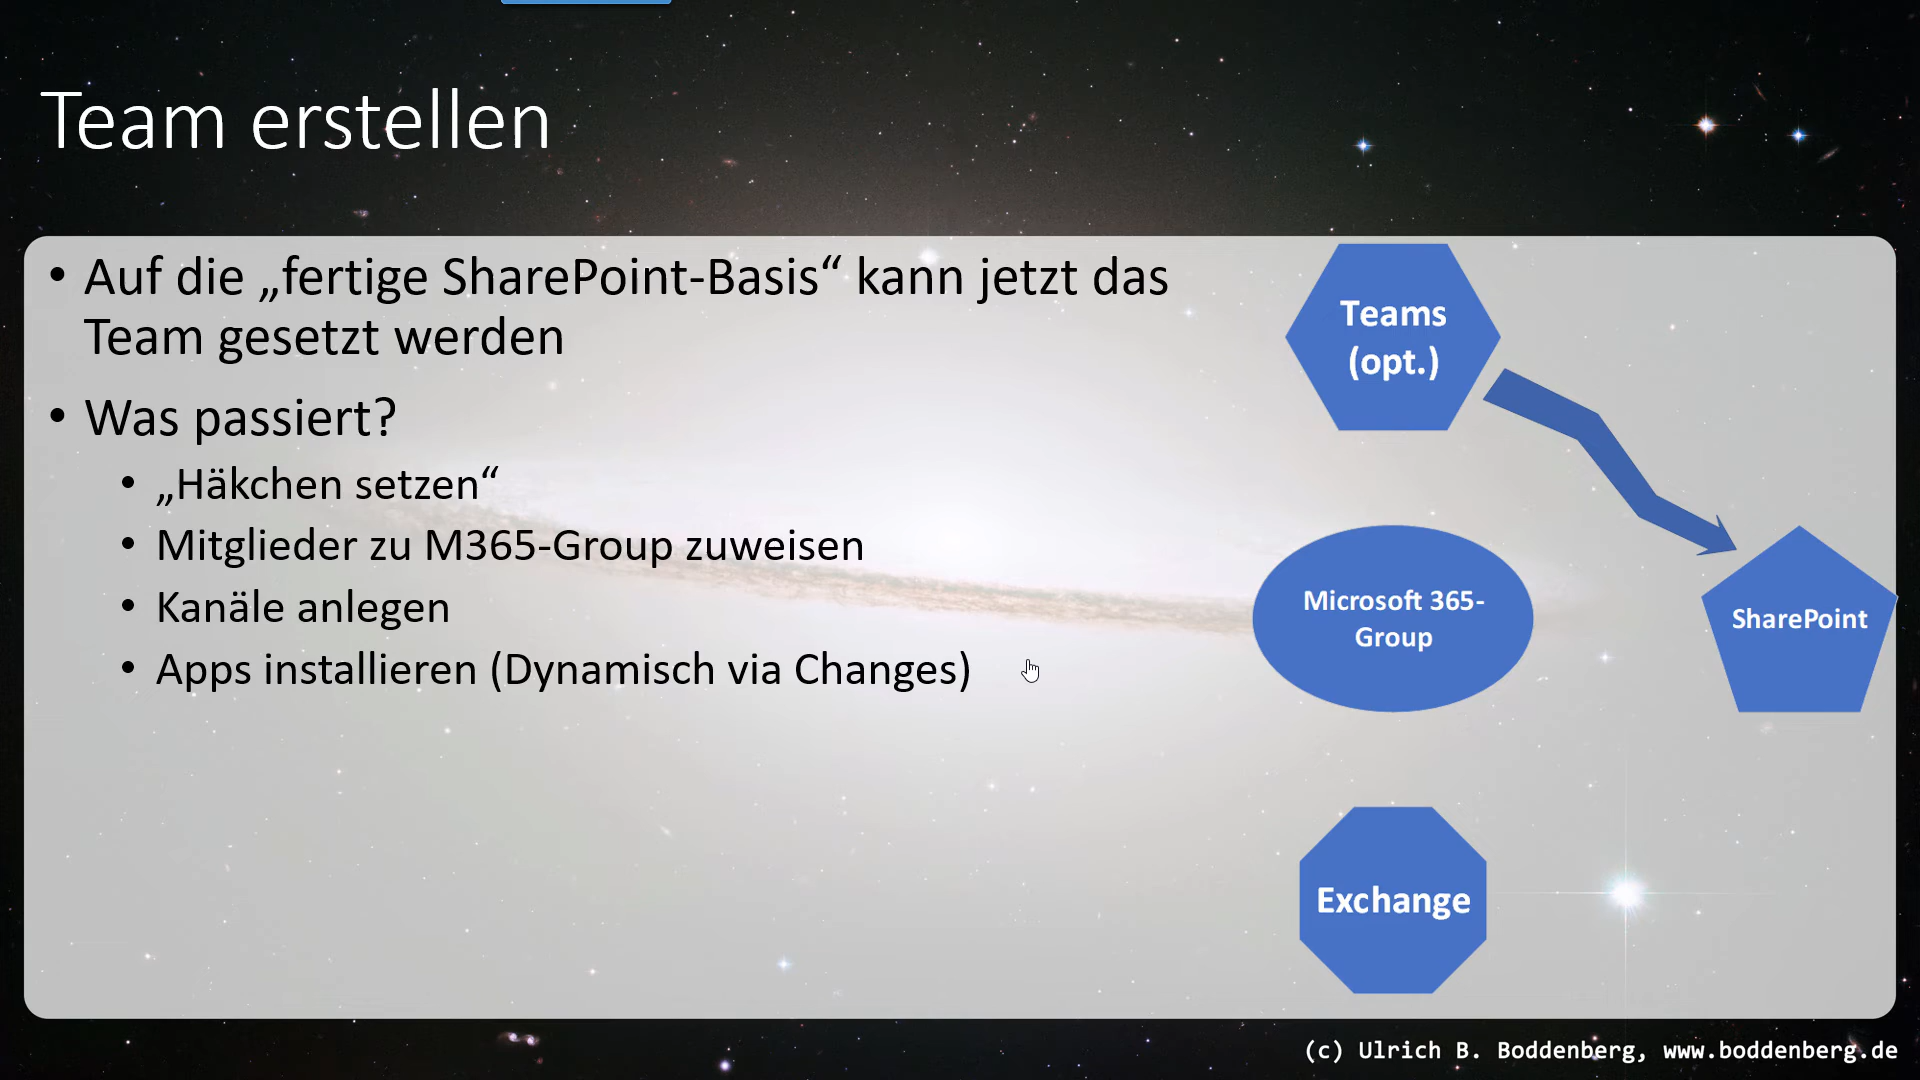 Team erstellen
• Auf die „fertige SharePoint-Basis“ kann jetzt das
Team gesetzt werden
• Was passiert?
• „Häkchen setzen“
• Mitglieder zu M365-Group zuweisen
• Kanäle anlegen
• Apps installieren (Dynamisch via Changes)
Teams
(opt.)
Microsoft 365-
Group
SharePoint
Exchange
(c) Ulrich B. Boddenberg, www.boddenberg.de